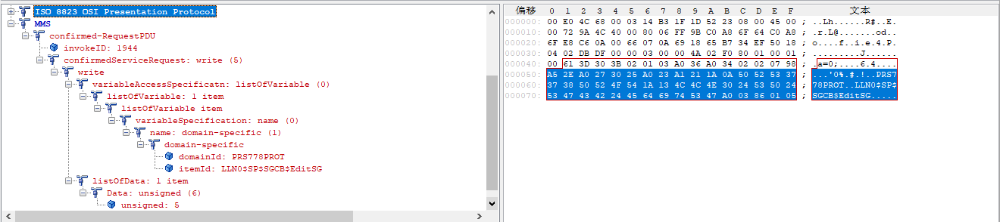 ISO 8823 OSI Presentation Protocol
MMS
confirmed-RequestPDU
invokeID: 1944
confirmedServiceRequest: write (5)
write
variableAccessSpecificatn: listOfVariable (0)
listOfVariable: 1 item
listOfVariable item
variableSpecification: name (0)
name: domain-specific (1)
domain-specific
domainId: PRS778PROT
itemId: LLN0$SP$SGCB$EditSG
listOfData: 1 item
Data: unsigned (6)
unsigned: 5
偏移 0 1 2 3 4 5 6 7 8 9 A B C D E F 文本
000000: 00 E0 4C 68 00 03 14 B3 1F 1D 52 23 08 00 45 00 ; ..Lh......R#..E.
000010: 00 72 9A 4C 40 00 80 06 FF 9B C0 A8 6F 64 C0 A8 ; .r.L@.......od..
000020: 6F E8 C6 0A 00 66 07 0A 69 18 65 B7 34 EF 50 18 ; o....f..i.e.4.P.
000030: 04 02 DB DF 00 00 03 00 00 4A 02 F0 80 01 00 01 ; .........J......
000040: 00 61 3D 30 3B 02 01 03 A0 36 A0 34 02 02 07 98 ; .a=0;....6.4....
000050: A5 2E A0 27 30 25 A0 23 A1 21 1A 0A 50 52 53 37 ; ...'0%.#.!..PRS7
000060: 37 38 50 52 4F 54 1A 13 4C 4C 4E 30 24 53 50 24 ; 78PROT..LLN0$SP$
000070: 53 47 43 42 24 45 64 69 74 53 47 A0 03 86 01 05 ; SGCB$EditSG.....